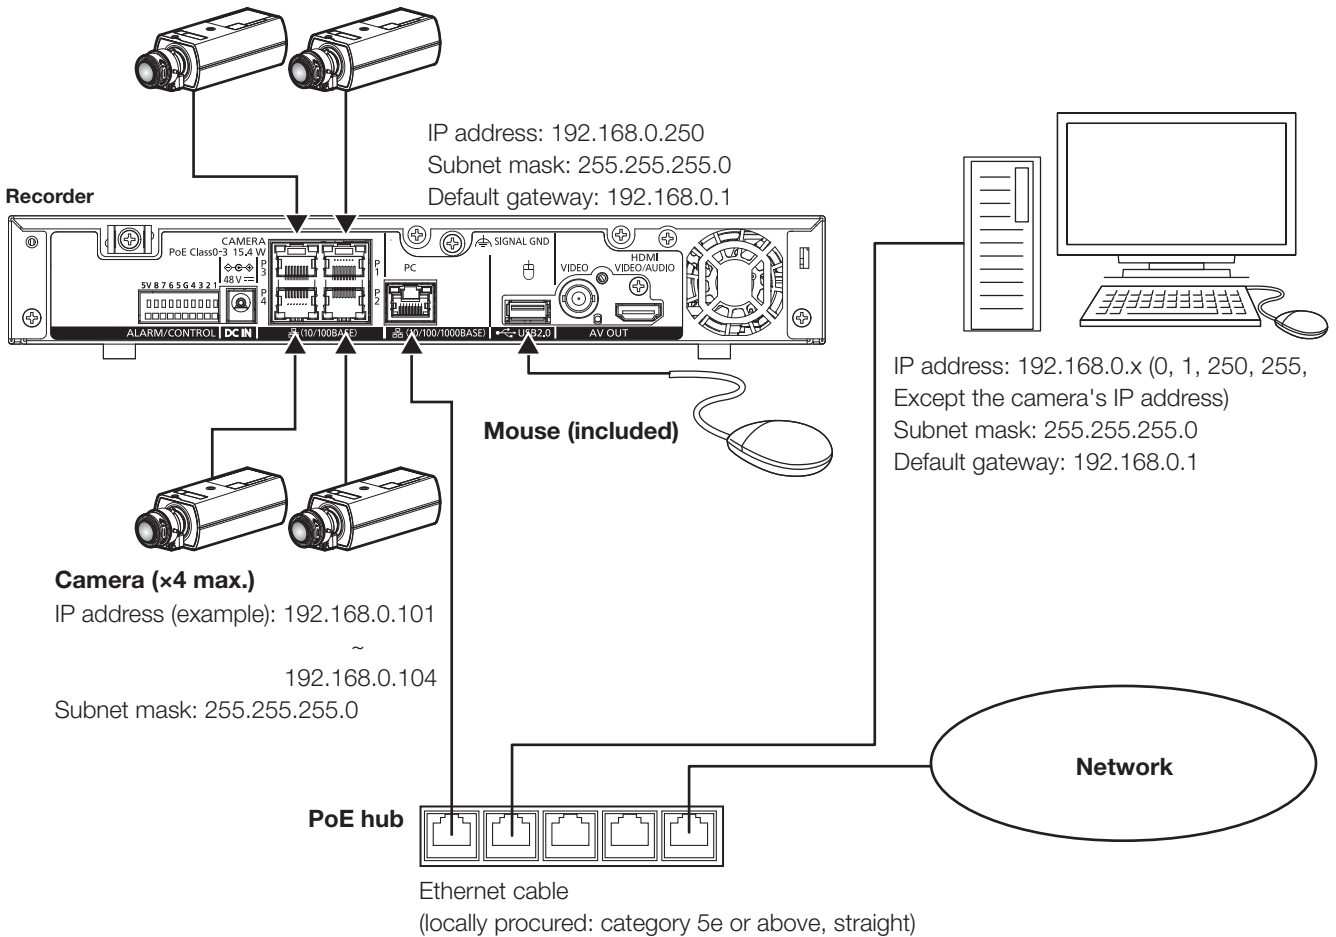 IP address: 192.168.0.250
Subnet mask: 255.255.255.0
Default gateway: 192.168.0.1
Recorder
CAMERA
PoE Class0-3 15.4 W
48 V
5V 8 7 6 5 G 4 3 2 1
P3
P4
P1
P2
PC
SIGNAL GND
VIDEO
HDMI
VIDEO/AUDIO
ALARM/CONTROL
DC IN
(10/100BASE)
(10/100/1000BASE)
USB2.0
AV OUT
IP address: 192.168.0.x (0, 1, 250, 255,
Except the camera's IP address)
Subnet mask: 255.255.255.0
Default gateway: 192.168.0.1
Mouse (included)
Camera (×4 max.)
IP address (example): 192.168.0.101
~
192.168.0.104
Subnet mask: 255.255.255.0
Network
PoE hub
Ethernet cable
(locally procured: category 5e or above, straight)